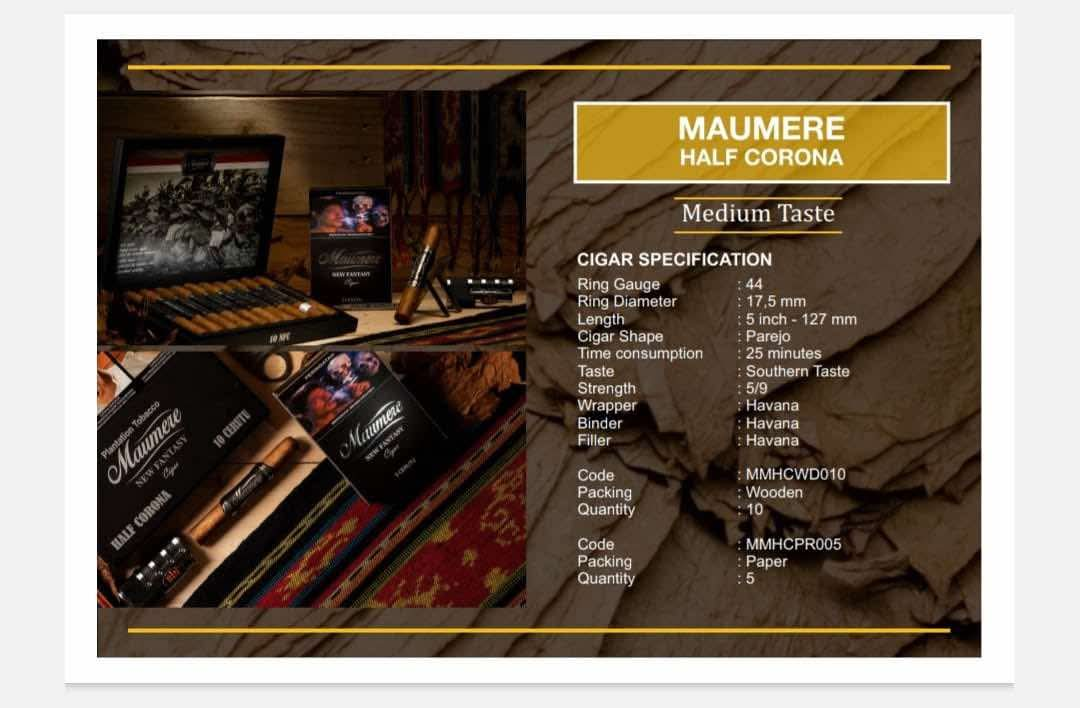 MAUMERE
HALF CORONA
Medium Taste
CIGAR SPECIFICATION
Ring Gauge : 44
Ring Diameter : 17,5 mm
Length : 5 inch - 127 mm
Cigar Shape : Parejo
Time consumption : 25 minutes
Taste : Southern Taste
Strength : 5/9
Wrapper : Havana
Binder : Havana
Filler : Havana
Code : MMHCWD010
Packing : Wooden
Quantity : 10
Code : MMHCPR005
Packing : Paper
Quantity : 5
Maumere
NEW FANTASY
Cigar
Plantation Tobacco
Maumere
NEW FANTASY
Cigar
10 CERUTU
HALF CORONA
Maumere
NEW FANTASY
Cigar